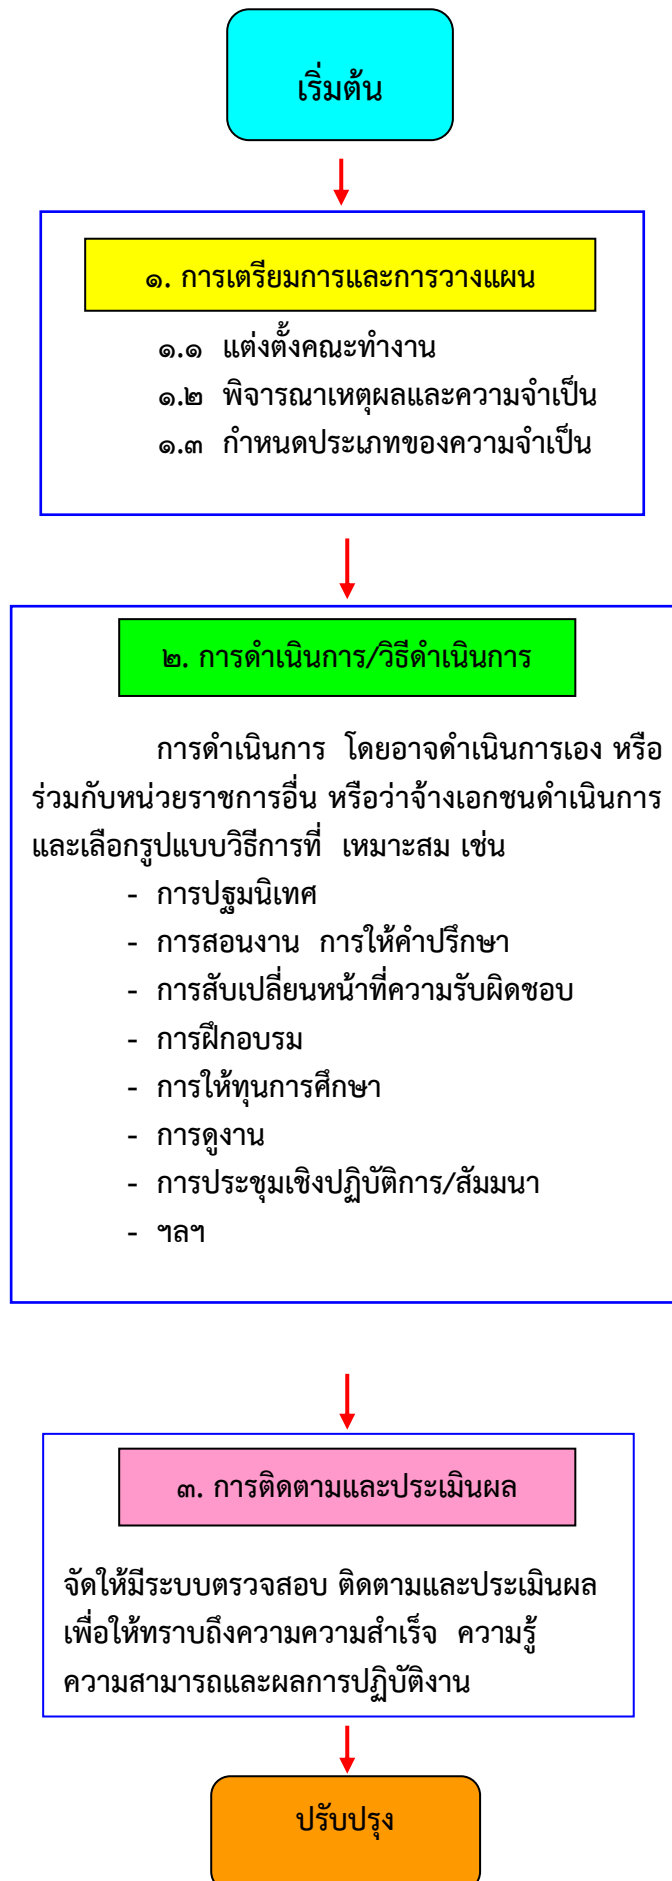 เริ่มต้น
๑. การเตรียมการและการวางแผน
๑.๑ แต่งตั้งคณะทำงาน
๑.๒ พิจารณาเหตุผลและความจำเป็น
๑.๓ กำหนดประเภทของความจำเป็น
๒. การดำเนินการ/วิธีดำเนินการ
การดำเนินการ โดยอาจดำเนินการเอง หรือ
ร่วมกับหน่วยราชการอื่น หรือว่าจ้างเอกชนดำเนินการ
และเลือกรูปแบบวิธีการที่ เหมาะสม เช่น
- การปฐมนิเทศ
- การสอนงาน การให้คำปรึกษา
- การสับเปลี่ยนหน้าที่ความรับผิดชอบ
- การฝึกอบรม
- การให้ทุนการศึกษา
- การดูงาน
- การประชุมเชิงปฏิบัติการ/สัมมนา
- ฯลฯ
๓. การติดตามและประเมินผล
จัดให้มีระบบตรวจสอบ ติดตามและประเมินผล
เพื่อให้ทราบถึงความความสำเร็จ ความรู้
ความสามารถและผลการปฏิบัติงาน
ปรับปรุง